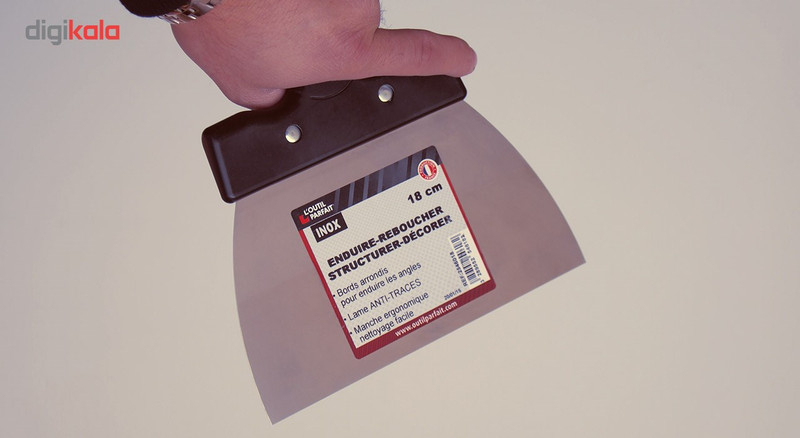 digikala
L'OUTIL
PARFAIT
18 cm
INOX
ENDUIRE-REBOUCHER
STRUCTURER-DÉCORER
• Bords arrondis
pour enduire les angles
• Lame ANTI-TRACES
• Manche ergonomique
nettoyage facile
www.outilparfait.com